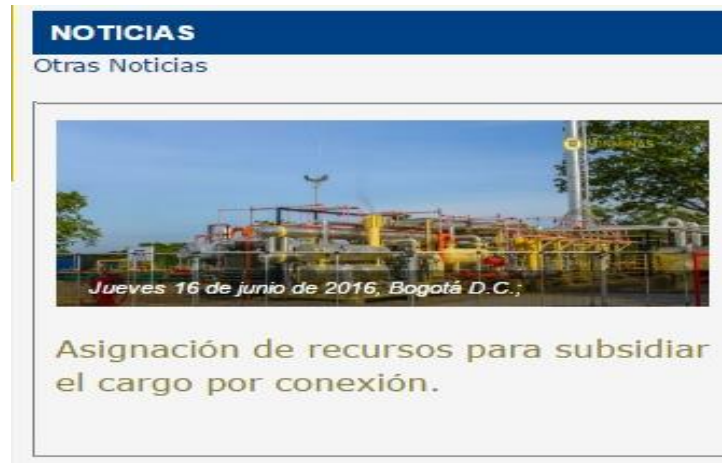 NOTICIAS
Otras Noticias
Jueves 16 de junio de 2016, Bogotá D.C.;
Asignación de recursos para subsidiar
el cargo por conexión.